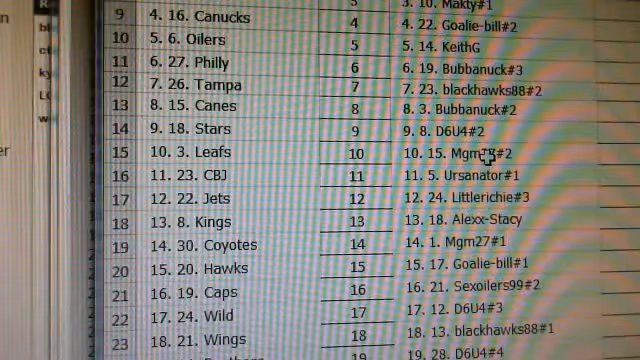 3 3. 10. Makty#1
9 4. 16. Canucks 4 4. 22. Goalie-bill#2
10 5. 6. Oilers 5 5. 14. KeithG
11 6. 27. Philly 6 6. 19. Bubbanuck#3
12 7. 26. Tampa 7 7. 23. blackhawks88#2
13 8. 15. Canes 8 8. 3. Bubbanuck#2
14 9. 18. Stars 9 9. 8. D6U4#2
15 10. 3. Leafs 10 10. 15. #2
16 11. 23. CBJ 11 11. 5. Ursanator#1
17 12. 22. Jets 12 12. 24. Littlerichie#3
18 13. 8. Kings 13 13. 18. Alexx-Stacy
19 14. 30. Coyotes 14 14. 1. Mgm27#1
20 15. 20. Hawks 15 15. 17. Goalie-bill#1
21 16. 19. Caps 16 16. 21. Sexoilers99#2
22 17. 24. Wild 17 17. 12. D6U4#3
23 18. 21. Wings 18 18. 13. blackhawks88#1
19 19. 28. D6U4#4